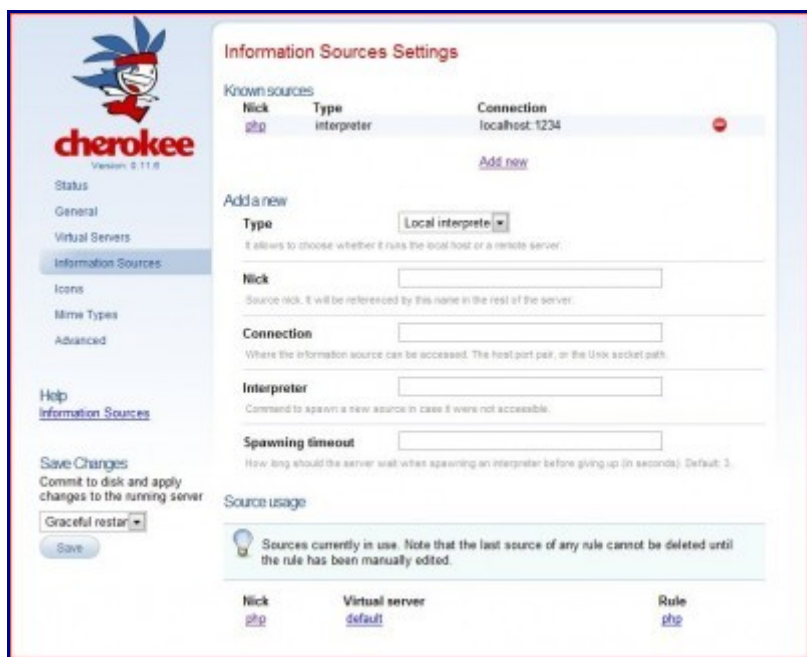 cherokee
Version: 0.11.6
Status
General
Virtual Servers
Information Sources
Icons
Mime Types
Advanced
Help
Information Sources
Save Changes
Commit to disk and apply
changes to the running server
Graceful restar
Save
Information Sources Settings
Known sources
Nick Type Connection
php interpreter localhost:1234
Add new
Add a new
Type Local interprete
It allows to choose whether it runs the local host or a remote server.
Nick
Source nick. It will be referenced by this name in the rest of the server.
Connection
Where the information source can be accessed. The host:port pair, or the Unix socket path.
Interpreter
Command to spawn a new source in case it were not accessible.
Spawning timeout
How long should the server wait when spawning an interpreter before giving up (in seconds). Default: 3.
Source usage
Sources currently in use. Note that the last source of any rule cannot be deleted until
the rule has been manually edited.
Nick Virtual server Rule
php default php